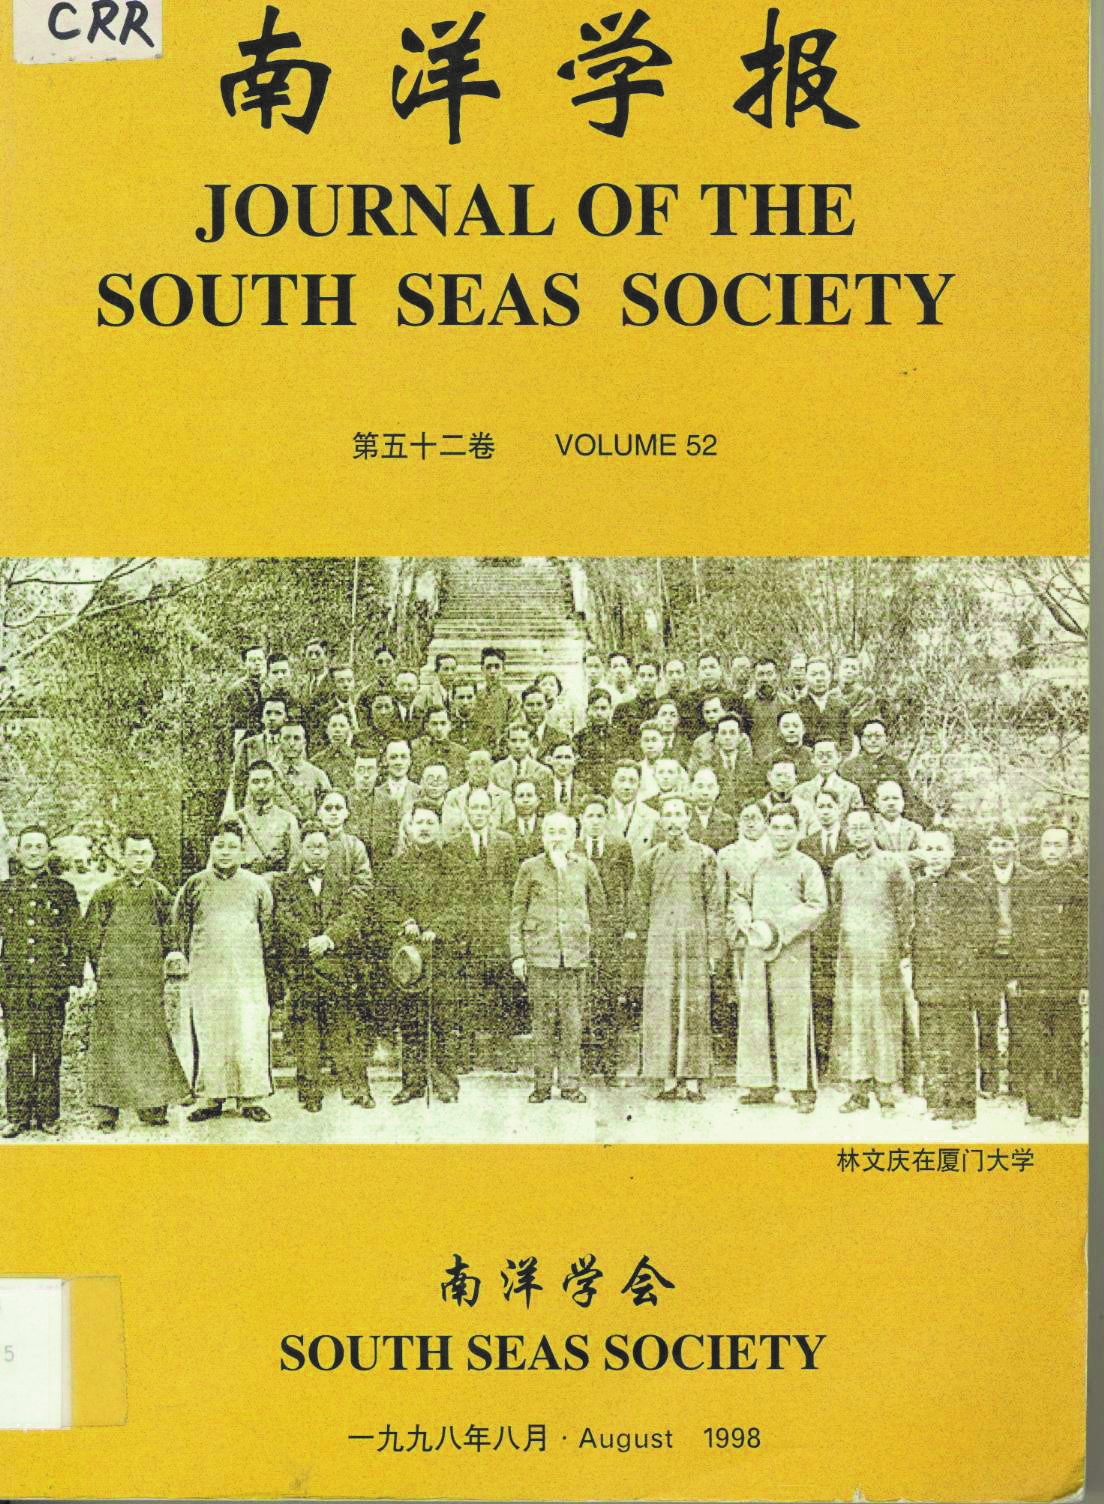 CRR
南洋学报
JOURNAL OF THE
SOUTH SEAS SOCIETY
第五十二卷 VOLUME 52
林文庆在厦门大学
南洋学会
SOUTH SEAS SOCIETY
一九九八年八月 · August 1998
5